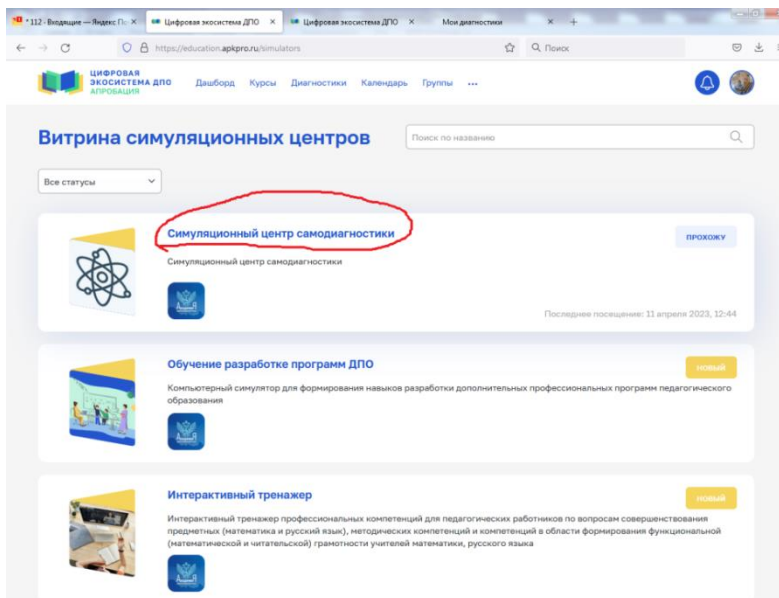 *112 · Входящие — Яндекс По
Цифровая экосистема ДПО
Цифровая экосистема ДПО
Мои диагностики
https://education.apkpro.ru/simulators
Поиск
ЦИФРОВАЯ
ЭКОСИСТЕМА ДПО
АПРОБАЦИЯ
Дашборд Курсы Диагностики Календарь Группы ...
Витрина симуляционных центров
Поиск по названию
Все статусы
Симуляционный центр самодиагностики
ПРОХОЖУ
Симуляционный центр самодиагностики
Последнее посещение: 11 апреля 2023, 12:44
Обучение разработке программ ДПО
НОВЫЙ
Компьютерный симулятор для формирования навыков разработки дополнительных профессиональных программ педагогического
образования
Интерактивный тренажер
НОВЫЙ
Интерактивный тренажер профессиональных компетенций для педагогических работников по вопросам совершенствования
предметных (математика и русский язык), методических компетенций и компетенций в области формирования функциональной
(математической и читательской) грамотности учителей математики, русского языка